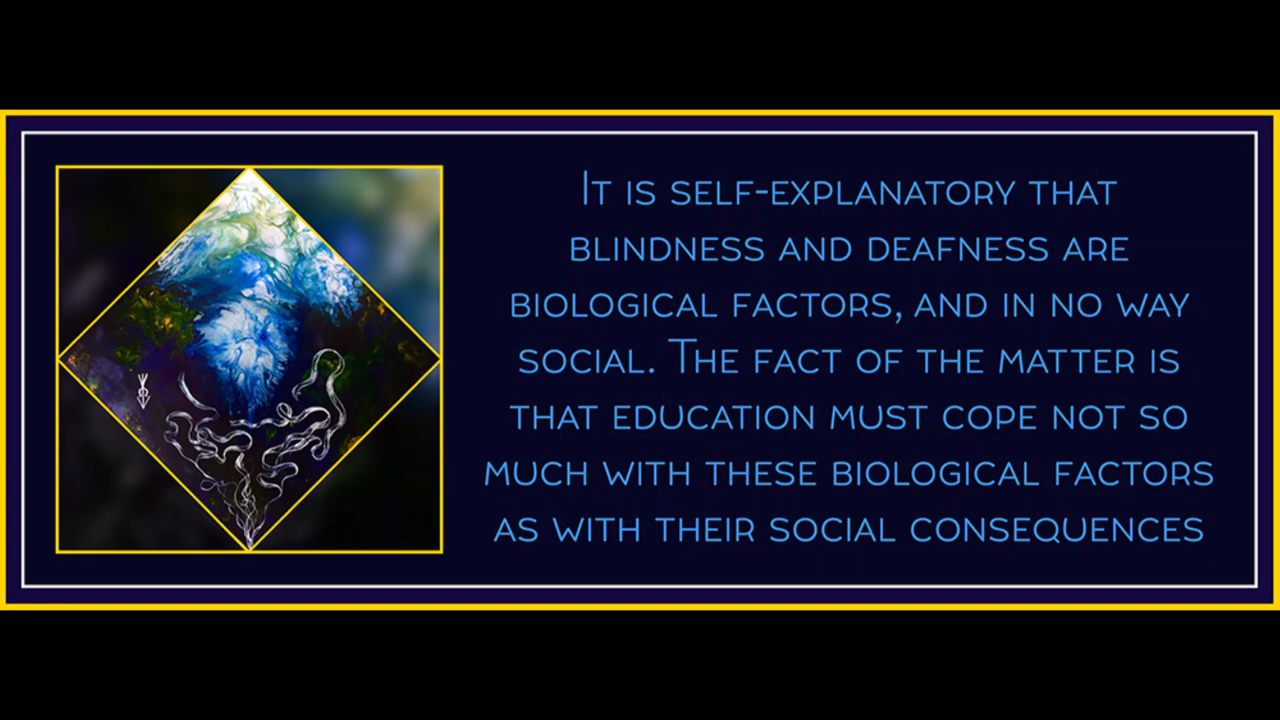 It is self-explanatory that
blindness and deafness are
biological factors, and in no way
social. The fact of the matter is
that education must cope not so
much with these biological factors
as with their social consequences